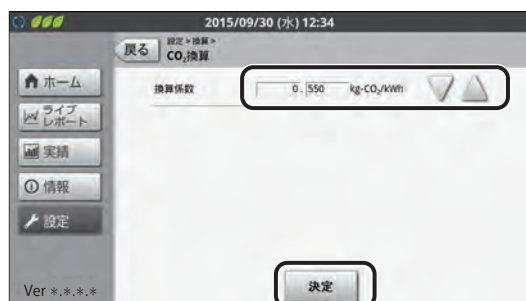 2015/09/30 (水) 12:34
戻る
設定>換算>
CO₂換算
ホーム
ライブ
レポート
実績
情報
設定
換算係数 0.550 kg-CO₂/kWh
決定
Ver *.*.*.*